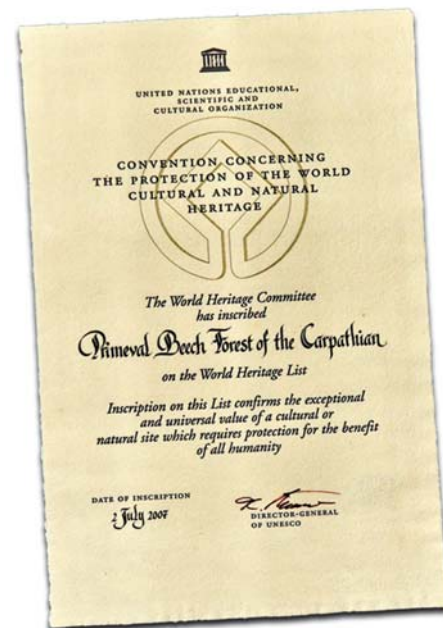 UNITED NATIONS EDUCATIONAL,
SCIENTIFIC AND
CULTURAL ORGANIZATION
CONVENTION CONCERNING
THE PROTECTION OF THE WORLD
CULTURAL AND NATURAL
HERITAGE
The World Heritage Committee
has inscribed
Primeval Beech Forest of the Carpathian
on the World Heritage List
Inscription on this List confirms the exceptional
and universal value of a cultural or
natural site which requires protection for the benefit
of all humanity
DATE OF INSCRIPTION
2 July 2007
DIRECTOR-GENERAL
OF UNESCO